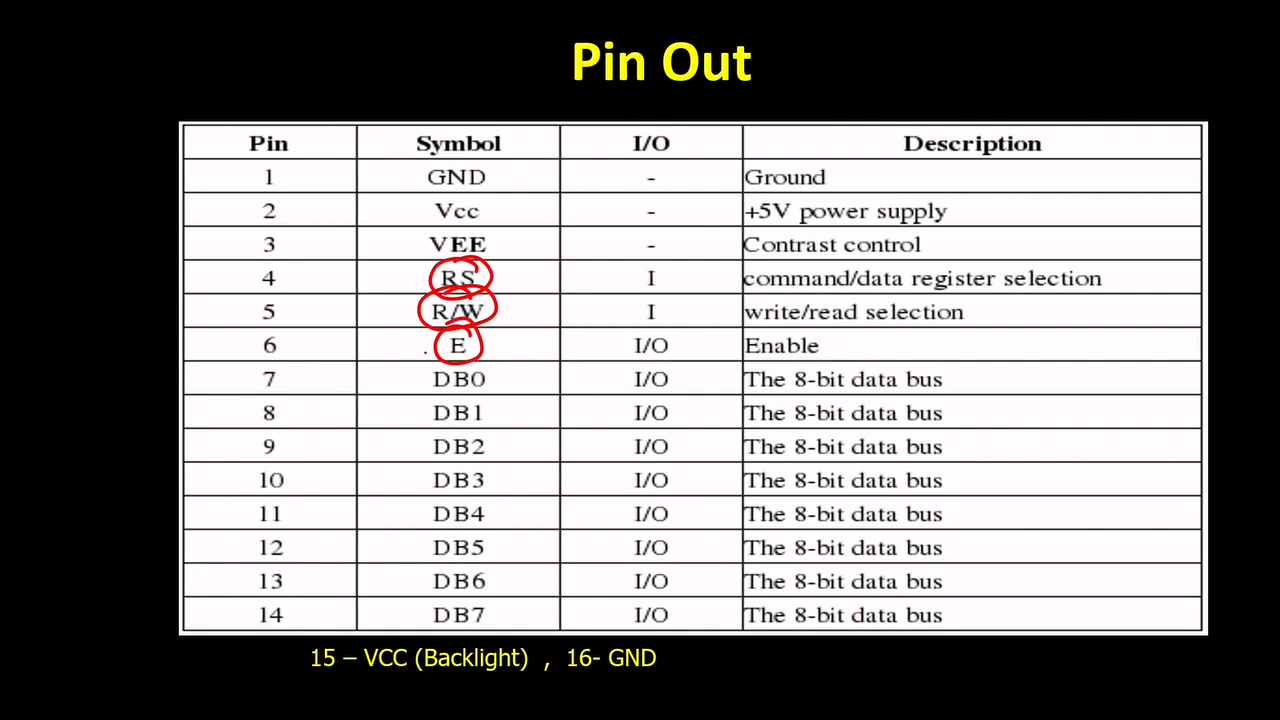 Pin Out
Pin Symbol I/O Description
1 GND - Ground
2 Vcc - +5V power supply
3 VEE - Contrast control
4 RS I command/data register selection
5 R/W I write/read selection
6 E I/O Enable
7 DB0 I/O The 8-bit data bus
8 DB1 I/O The 8-bit data bus
9 DB2 I/O The 8-bit data bus
10 DB3 I/O The 8-bit data bus
11 DB4 I/O The 8-bit data bus
12 DB5 I/O The 8-bit data bus
13 DB6 I/O The 8-bit data bus
14 DB7 I/O The 8-bit data bus
15 – VCC (Backlight) , 16- GND